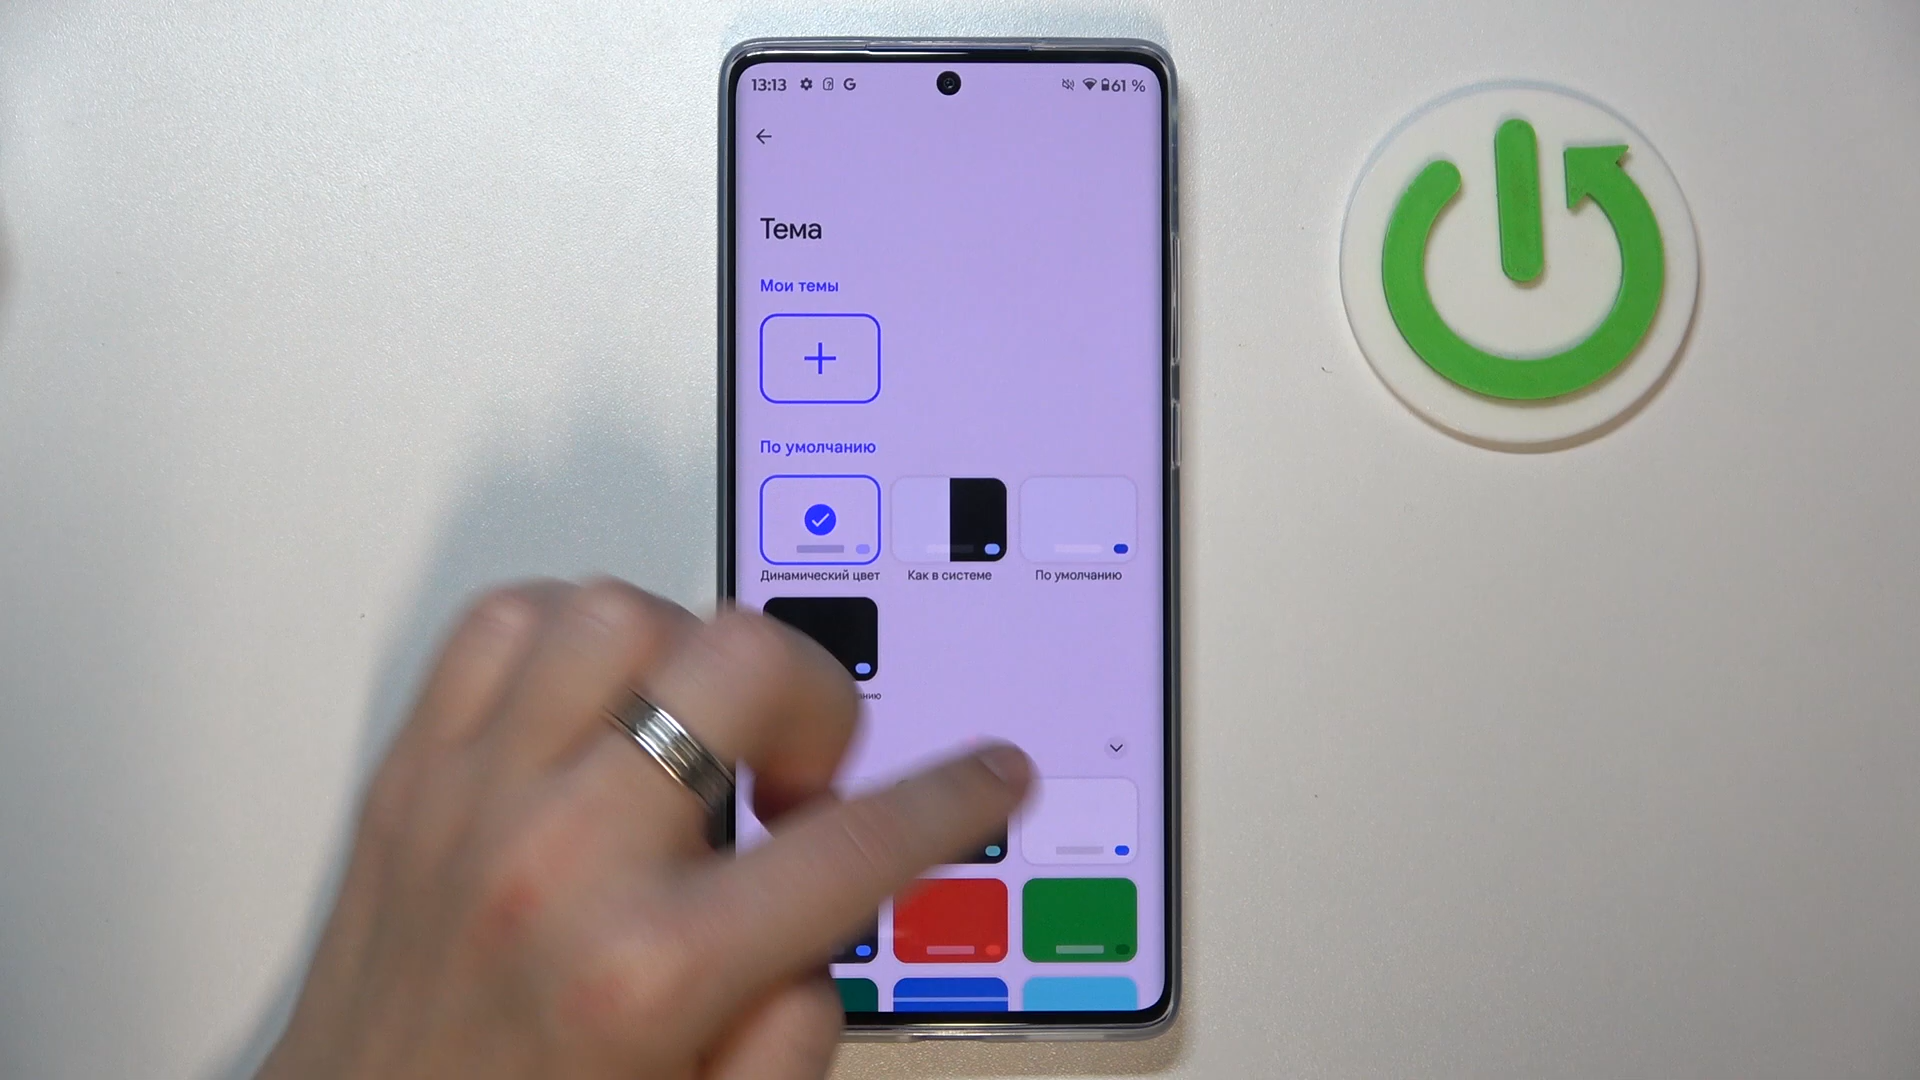 13:13 G 61 %
Тема
Мои темы
По умолчанию
Динамический цвет
Как в системе
По умолчанию